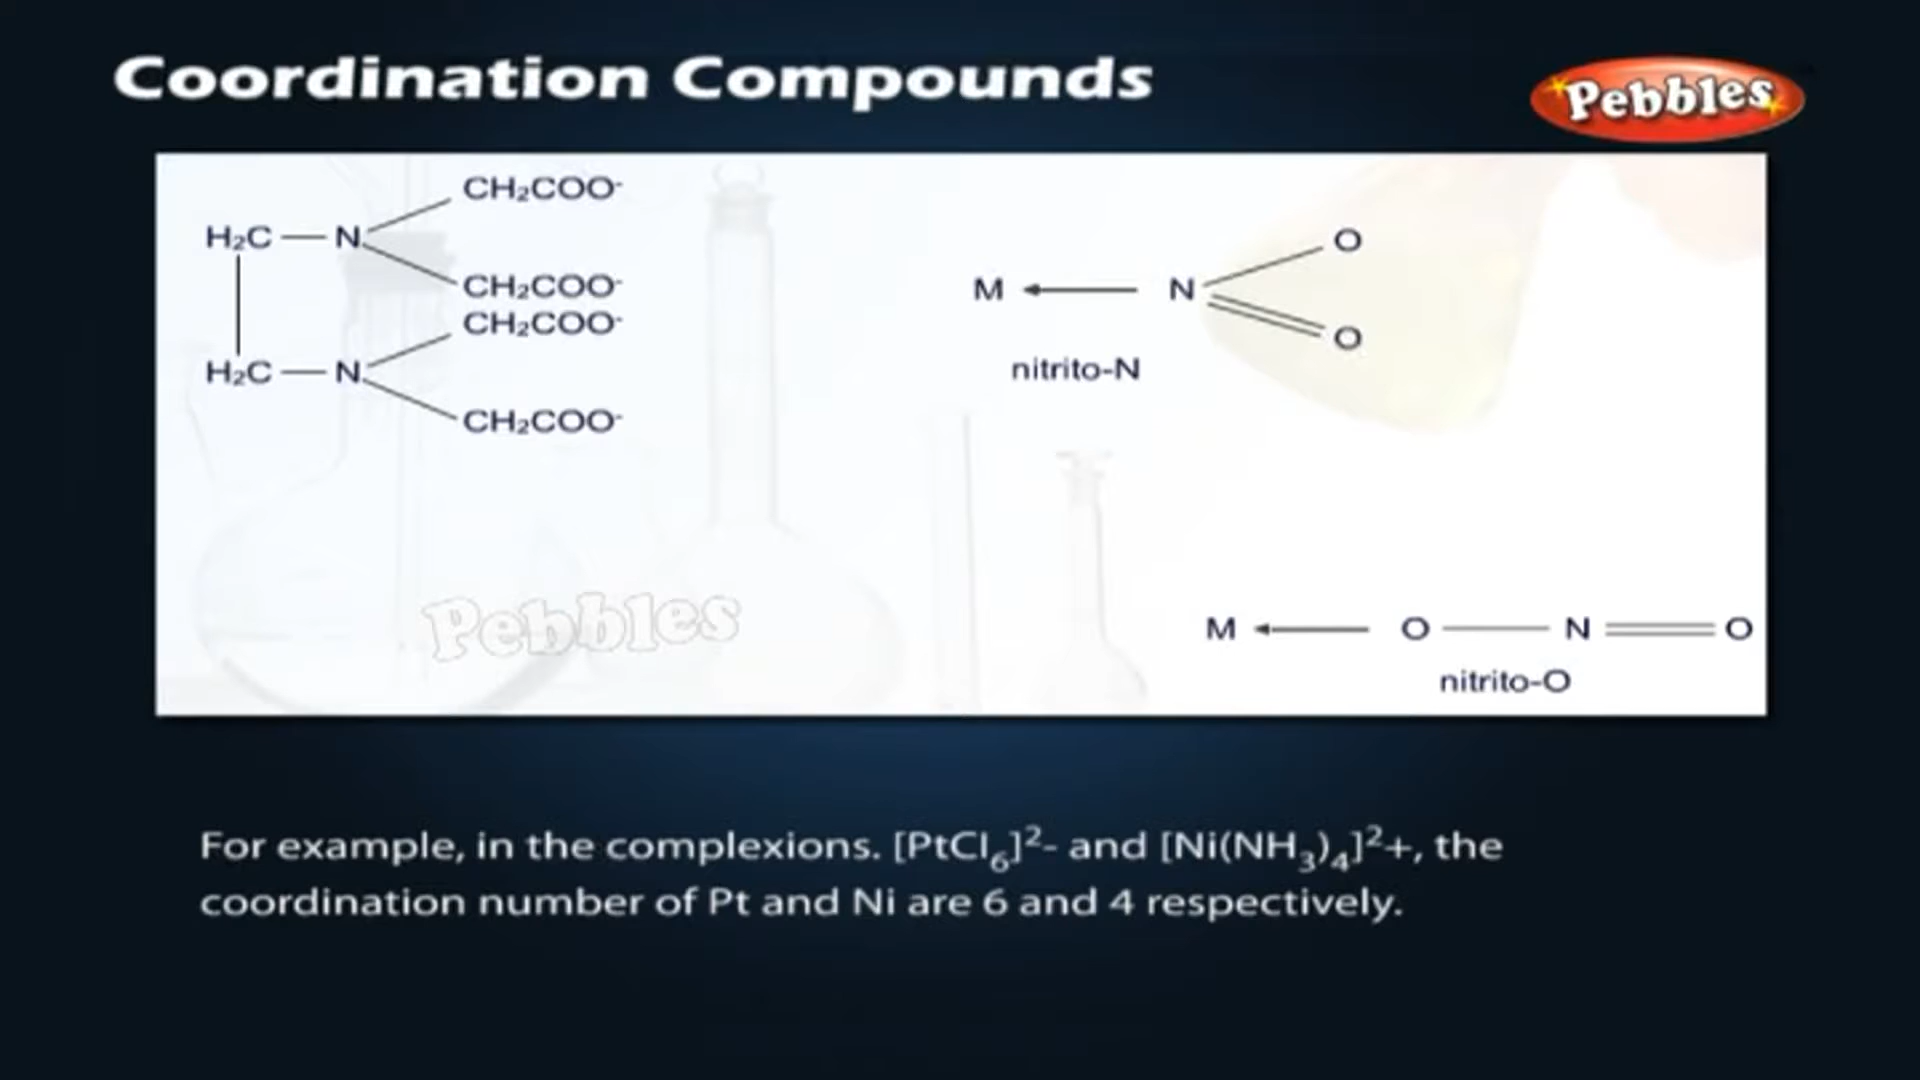 Coordination Compounds
Pebbles
CH₂COO⁻
H₂C — N
CH₂COO⁻
CH₂COO⁻
H₂C — N
CH₂COO⁻
O
M ← N
O
nitrito-N
Pebbles
M ← O — N = O
nitrito-O
For example, in the complexions. [PtCl₆]²- and [Ni(NH₃)₄]²+, the
coordination number of Pt and Ni are 6 and 4 respectively.